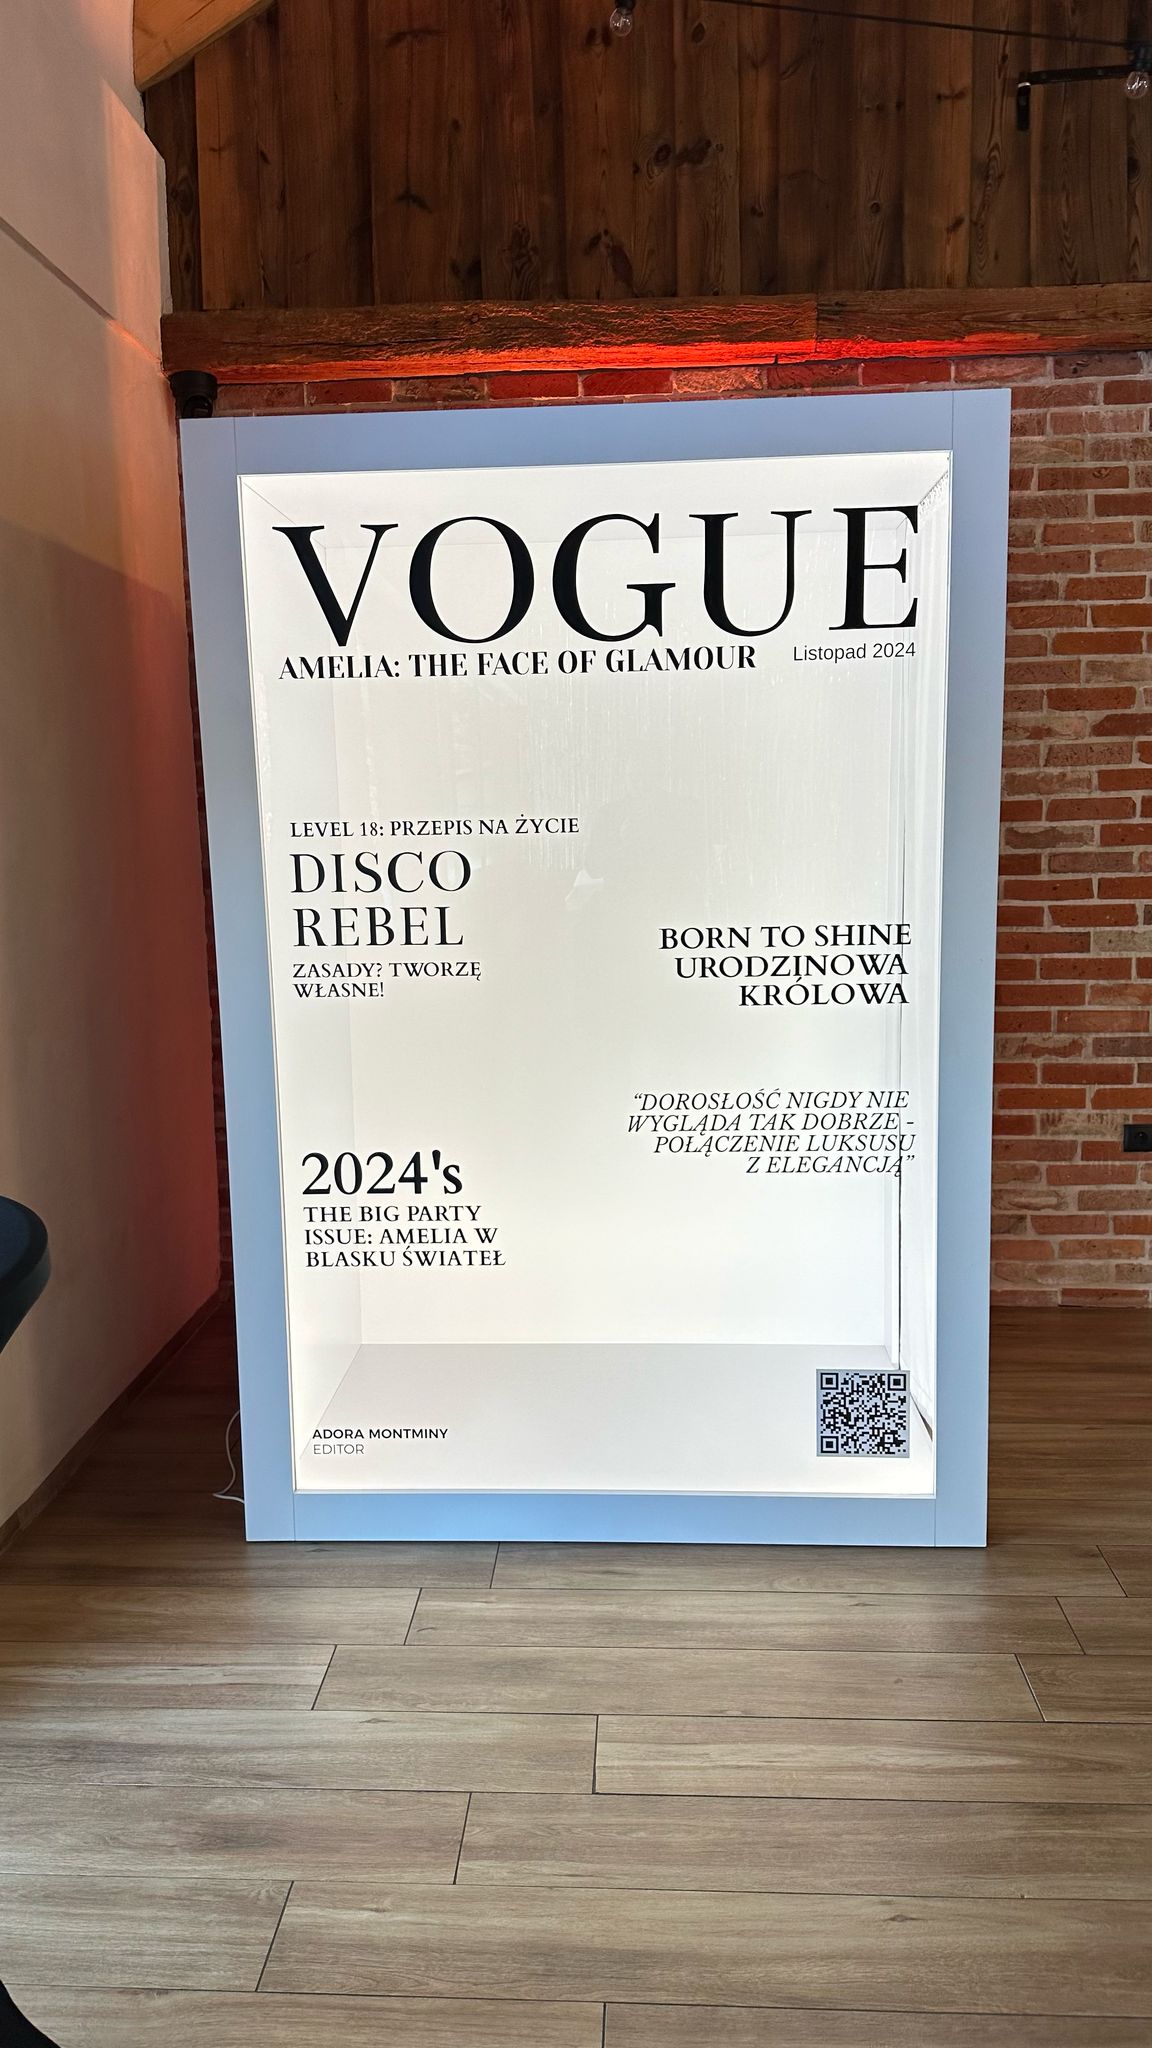 VOGUE
AMELIA: THE FACE OF GLAMOUR
Listopad 2024
LEVEL 18: PRZEPIS NA ŻYCIE
DISCO
REBEL
ZASADY? TWORZĘ
WŁASNE!
BORN TO SHINE
URODZINOWA
KRÓLOWA
“DOROSŁOŚĆ NIGDY NIE
WYGLĄDA TAK DOBRZE -
POŁĄCZENIE LUKSUSU
Z ELEGANCJĄ”
2024's
THE BIG PARTY
ISSUE: AMELIA W
BLASKU ŚWIATEŁ
ADORA MONTMINY
EDITOR